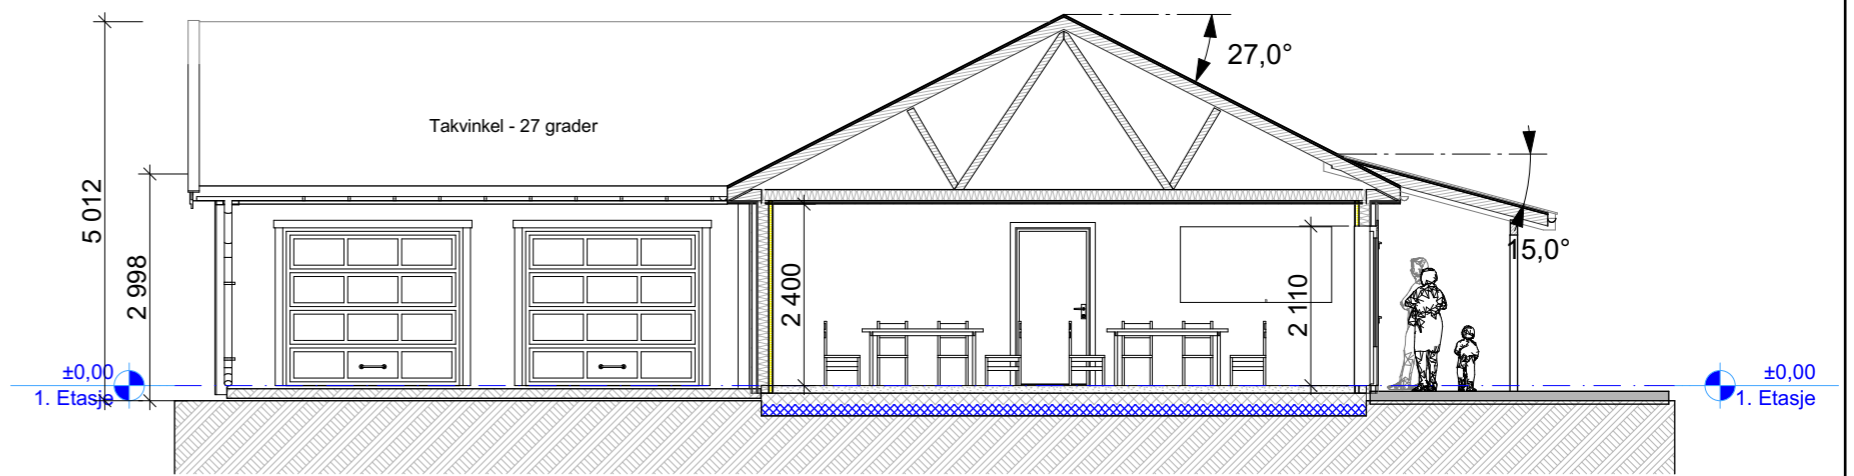 27,0°
Takvinkel - 27 grader
5 012
2 998
2 400
2 110
15,0°
±0,00
1. Etasje
±0,00
1. Etasje